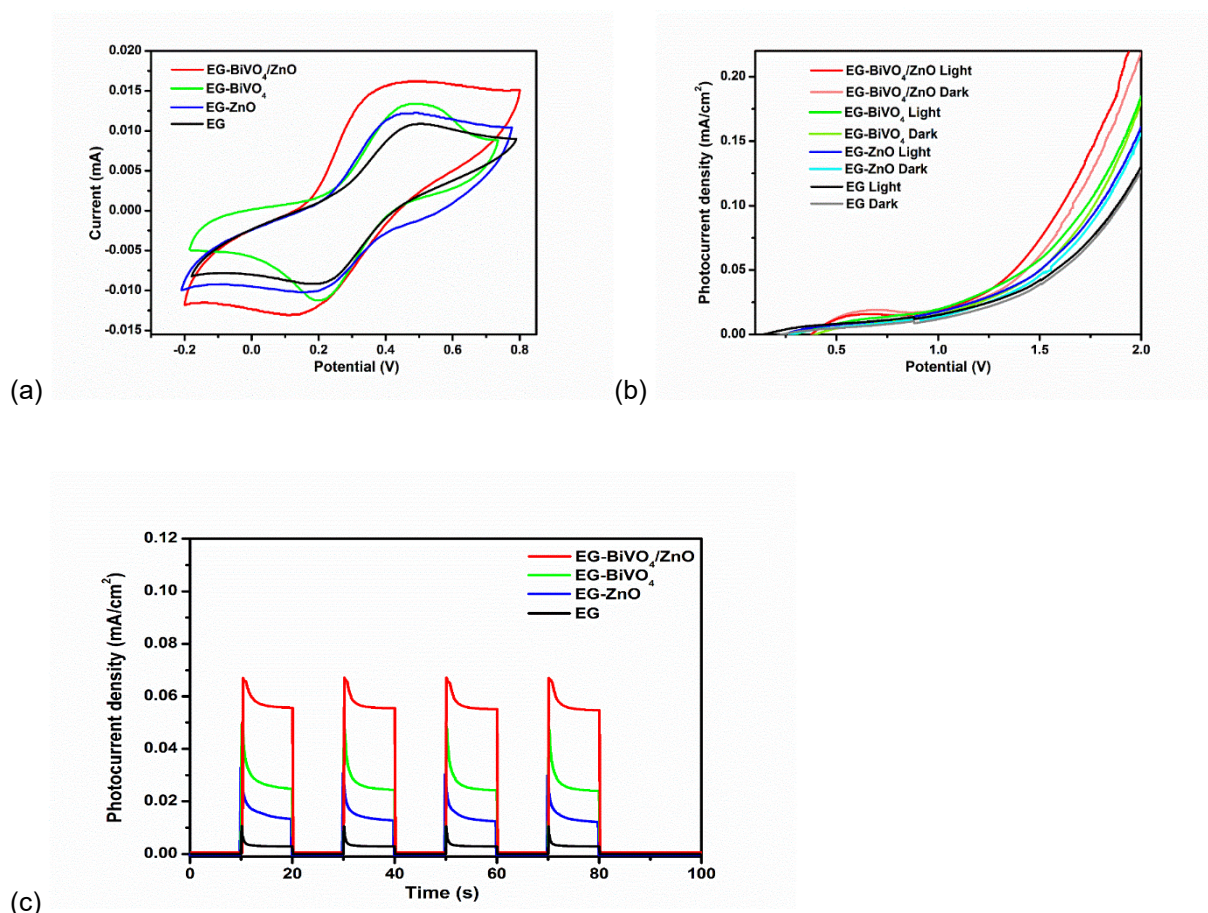 0.020
0.015
0.010
0.005
0.000
-0.005
-0.010
-0.015
Current (mA)
EG-BiVO₄/ZnO
EG-BiVO₄
EG-ZnO
EG
-0.2 0.0 0.2 0.4 0.6 0.8
Potential (V)
(a)
0.20
0.15
0.10
0.05
0.00
Photocurrent density (mA/cm²)
EG-BiVO₄/ZnO Light
EG-BiVO₄/ZnO Dark
EG-BiVO₄ Light
EG-BiVO₄ Dark
EG-ZnO Light
EG-ZnO Dark
EG Light
EG Dark
0.5 1.0 1.5 2.0
Potential (V)
(b)
0.12
0.10
0.08
0.06
0.04
0.02
0.00
Photocurrent density (mA/cm²)
EG-BiVO₄/ZnO
EG-BiVO₄
EG-ZnO
EG
0 20 40 60 80 100
Time (s)
(c)